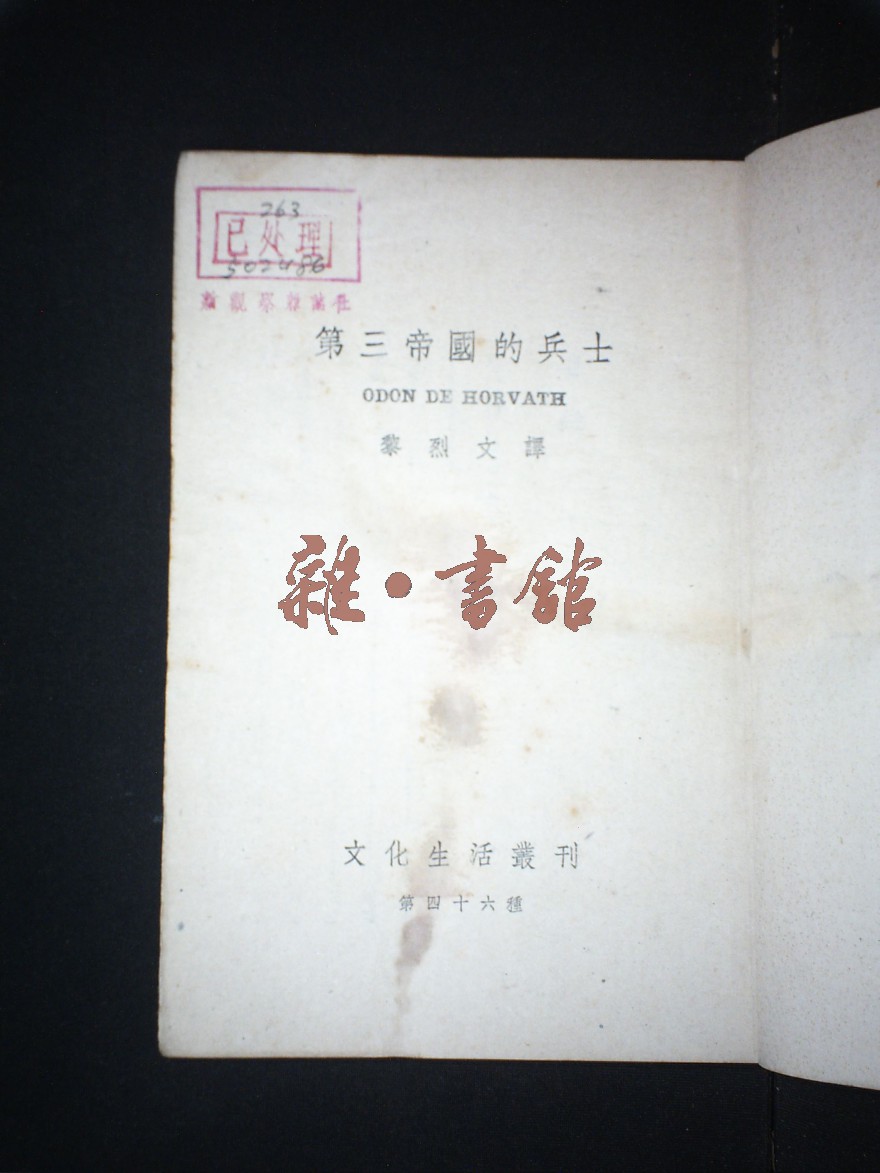 263
已处理
502486
第三帝國的兵士
ODON DE HORVATH
黎烈文譯
雜·書館
文化生活叢刊
第四十六種